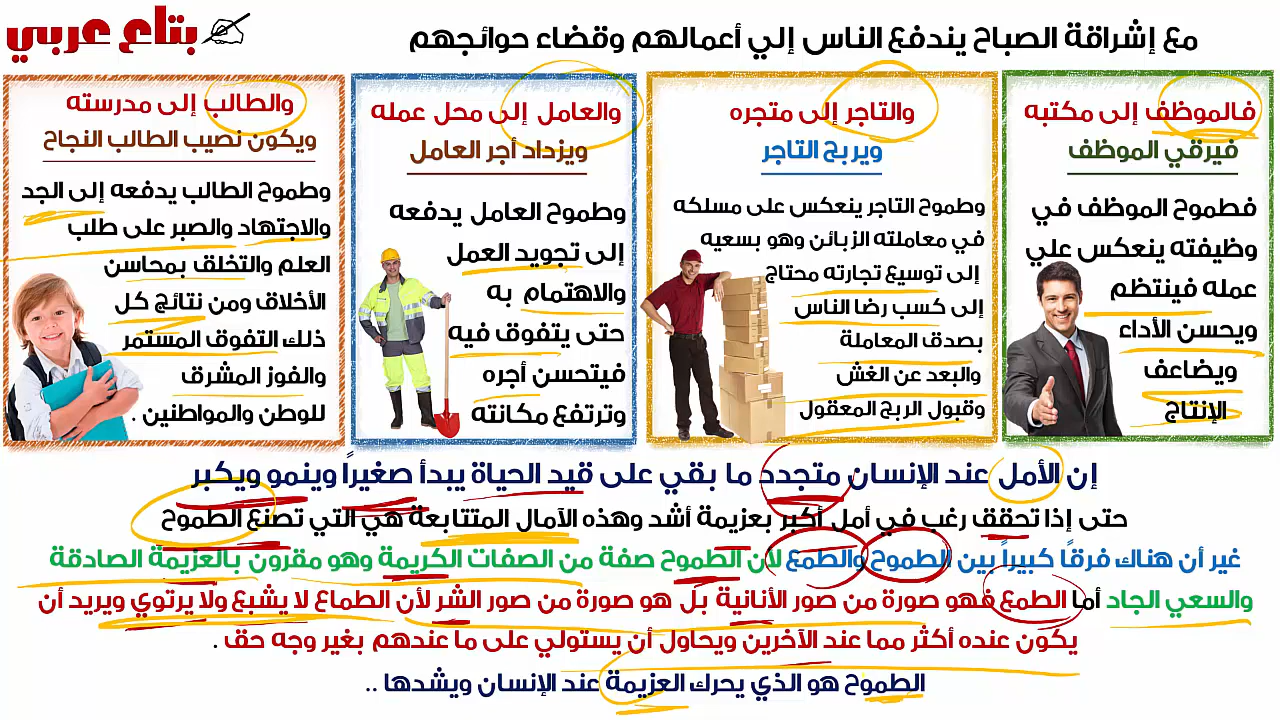 بتاع عربي
مع إشراقة الصباح يندفع الناس إلي أعمالهم وقضاء حوائجهم
فالموظف إلى مكتبه
فيرقي الموظف
فطموح الموظف في
وظيفته ينعكس علي
عمله فينتظم
ويحسن الأداء
ويضاعف
الإنتاج
والتاجر إلى متجره
ويربح التاجر
وطموح التاجر ينعكس على مسلكه
في معاملته الزبائن وهو بسعيه
إلى توسيع تجارته محتاج
إلى كسب رضا الناس
بصدق المعاملة
والبعد عن الغش
وقبول الربح المعقول
والعامل إلى محل عمله
ويزداد أجر العامل
وطموح العامل يدفعه
إلى تجويد العمل
والاهتمام به
حتى يتفوق فيه
فيتحسن أجره
وترتفع مكانته
والطالب إلى مدرسته
ويكون نصيب الطالب النجاح
وطموح الطالب يدفعه إلى الجد
والاجتهاد والصبر على طلب
العلم والتخلق بمحاسن
الأخلاق ومن نتائج كل
ذلك التفوق المستمر
والفوز المشرق
للوطن والمواطنين .
إن الأمل عند الإنسان متجدد ما بقي على قيد الحياة يبدأ صغيراً وينمو ويكبر
حتى إذا تحقق رغب في أمل أكبر بعزيمة أشد وهذه الآمال المتتابعة هي التي تصنع الطموح
غير أن هناك فرقًا كبيراً بين الطموح والطمع لأن الطموح صفة من الصفات الكريمة وهو مقرون بالعزيمة الصادقة
والسعي الجاد أما الطمع فهو صورة من صور الأنانية بل هو صورة من صور الشر لأن الطماع لا يشبع ولا يرتوي ويريد أن
يكون عنده أكثر مما عند الآخرين ويحاول أن يستولي على ما عندهم بغير وجه حق .
الطموح هو الذي يحرك العزيمة عند الإنسان ويشدها ..